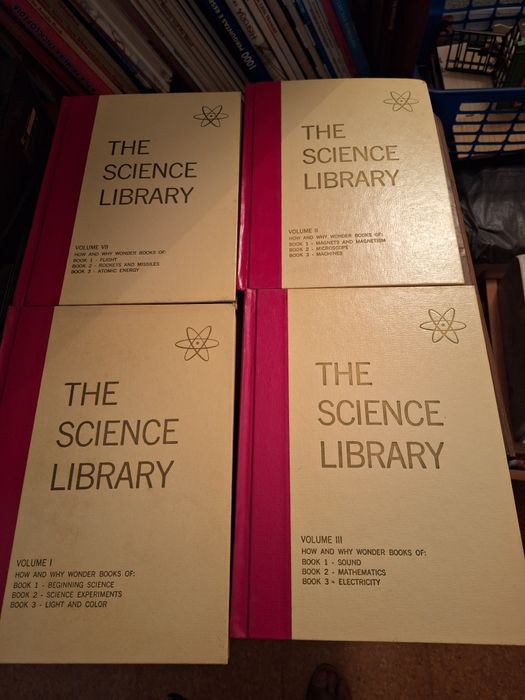 1000 PERGUNTAS E RES
THE
SCIENCE
LIBRARY
VOLUME VII
HOW AND WHY WONDER BOOKS OF:
BOOK 1 - FLIGHT
BOOK 2 - ROCKETS AND MISSILES
BOOK 3 - ATOMIC ENERGY
THE
SCIENCE
LIBRARY
VOLUME II
HOW AND WHY WONDER BOOKS OF:
BOOK 1 - MAGNETS AND MAGNETISM
BOOK 2 - MICROSCOPE
BOOK 3 - MACHINES
THE
SCIENCE
LIBRARY
VOLUME I
HOW AND WHY WONDER BOOKS OF:
BOOK 1 - BEGINNING SCIENCE
BOOK 2 - SCIENCE EXPERIMENTS
BOOK 3 - LIGHT AND COLOR
THE
SCIENCE
LIBRARY
VOLUME III
HOW AND WHY WONDER BOOKS OF:
BOOK 1 - SOUND
BOOK 2 - MATHEMATICS
BOOK 3 - ELECTRICITY